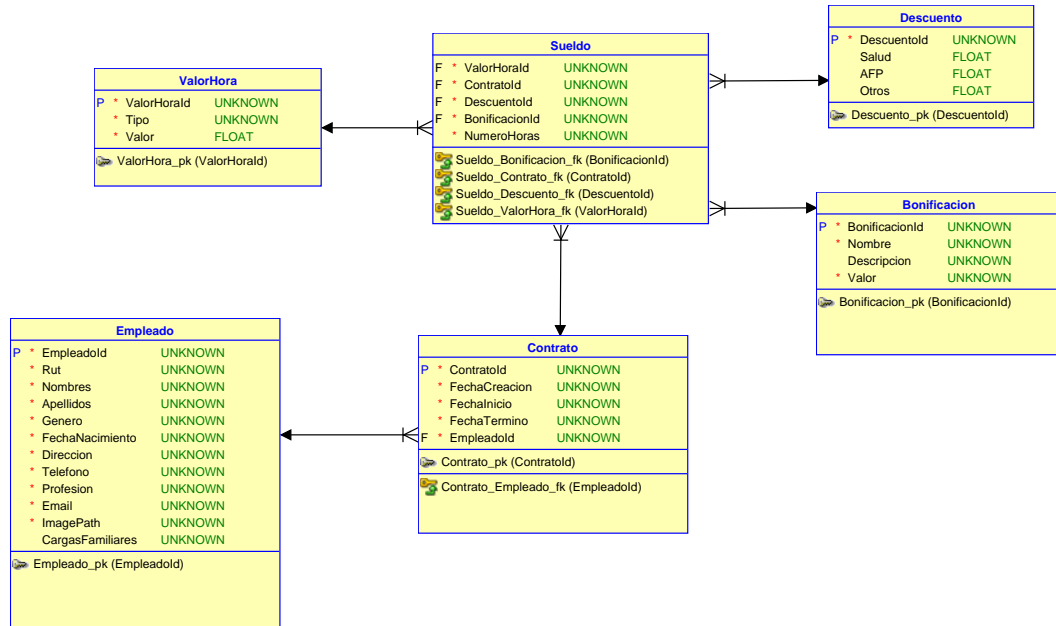 Descuento
P * DescuentoId UNKNOWN
Salud FLOAT
AFP FLOAT
Otros FLOAT
Descuento_pk (DescuentoId)
Sueldo
F * ValorHoraId UNKNOWN
F * ContratoId UNKNOWN
F * DescuentoId UNKNOWN
F * BonificacionId UNKNOWN
* NumeroHoras UNKNOWN
Sueldo_Bonificacion_fk (BonificacionId)
Sueldo_Contrato_fk (ContratoId)
Sueldo_Descuento_fk (DescuentoId)
Sueldo_ValorHora_fk (ValorHoraId)
ValorHora
P * ValorHoraId UNKNOWN
* Tipo UNKNOWN
* Valor FLOAT
ValorHora_pk (ValorHoraId)
Bonificacion
P * BonificacionId UNKNOWN
* Nombre UNKNOWN
Descripcion UNKNOWN
* Valor UNKNOWN
Bonificacion_pk (BonificacionId)
Empleado
P * EmpleadoId UNKNOWN
* Rut UNKNOWN
* Nombres UNKNOWN
* Apellidos UNKNOWN
* Genero UNKNOWN
* FechaNacimiento UNKNOWN
* Direccion UNKNOWN
* Telefono UNKNOWN
* Profesion UNKNOWN
* Email UNKNOWN
* ImagePath UNKNOWN
CargasFamiliares UNKNOWN
Empleado_pk (EmpleadoId)
Contrato
P * ContratoId UNKNOWN
* FechaCreacion UNKNOWN
* FechaInicio UNKNOWN
* FechaTermino UNKNOWN
F * EmpleadoId UNKNOWN
Contrato_pk (ContratoId)
Contrato_Empleado_fk (EmpleadoId)